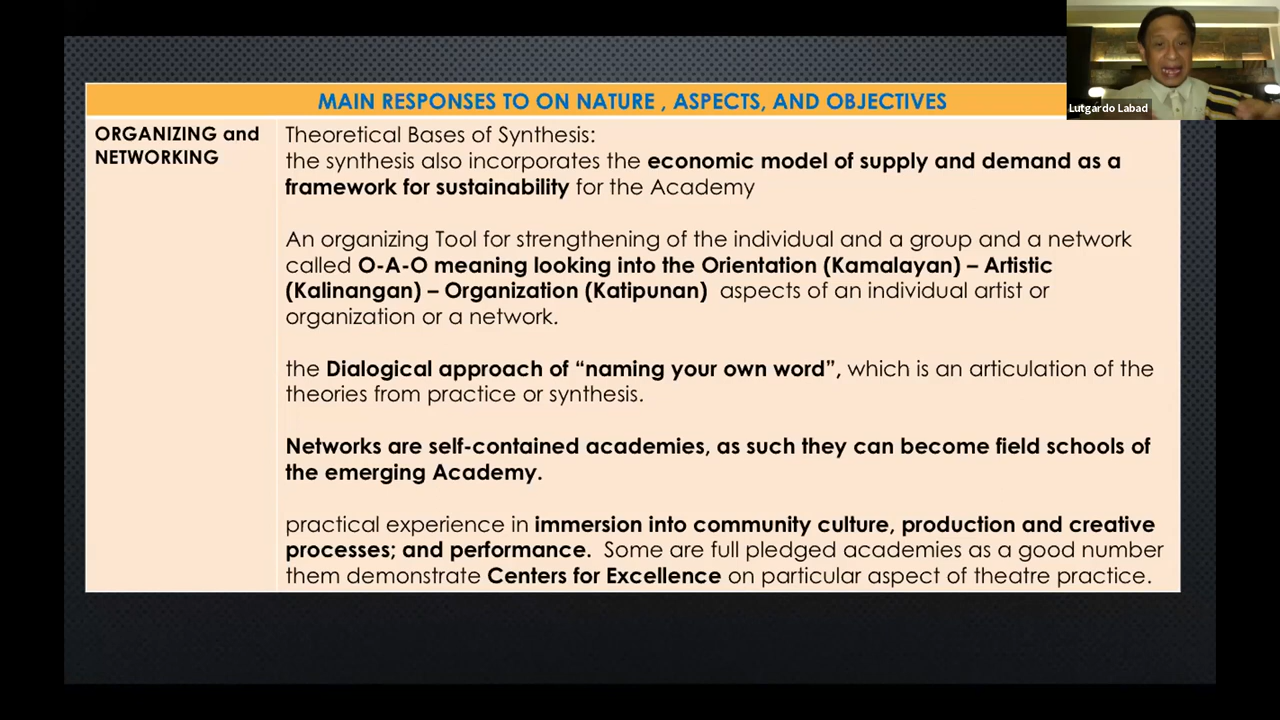 MAIN RESPONSES TO ON NATURE , ASPECTS, AND OBJECTIVES
Lutgardo Labad
ORGANIZING and
NETWORKING
Theoretical Bases of Synthesis:
the synthesis also incorporates the economic model of supply and demand as a
framework for sustainability for the Academy
An organizing Tool for strengthening of the individual and a group and a network
called O-A-O meaning looking into the Orientation (Kamalayan) – Artistic
(Kalinangan) – Organization (Katipunan) aspects of an individual artist or
organization or a network.
the Dialogical approach of “naming your own word”, which is an articulation of the
theories from practice or synthesis.
Networks are self-contained academies, as such they can become field schools of
the emerging Academy.
practical experience in immersion into community culture, production and creative
processes; and performance. Some are full pledged academies as a good number
them demonstrate Centers for Excellence on particular aspect of theatre practice.